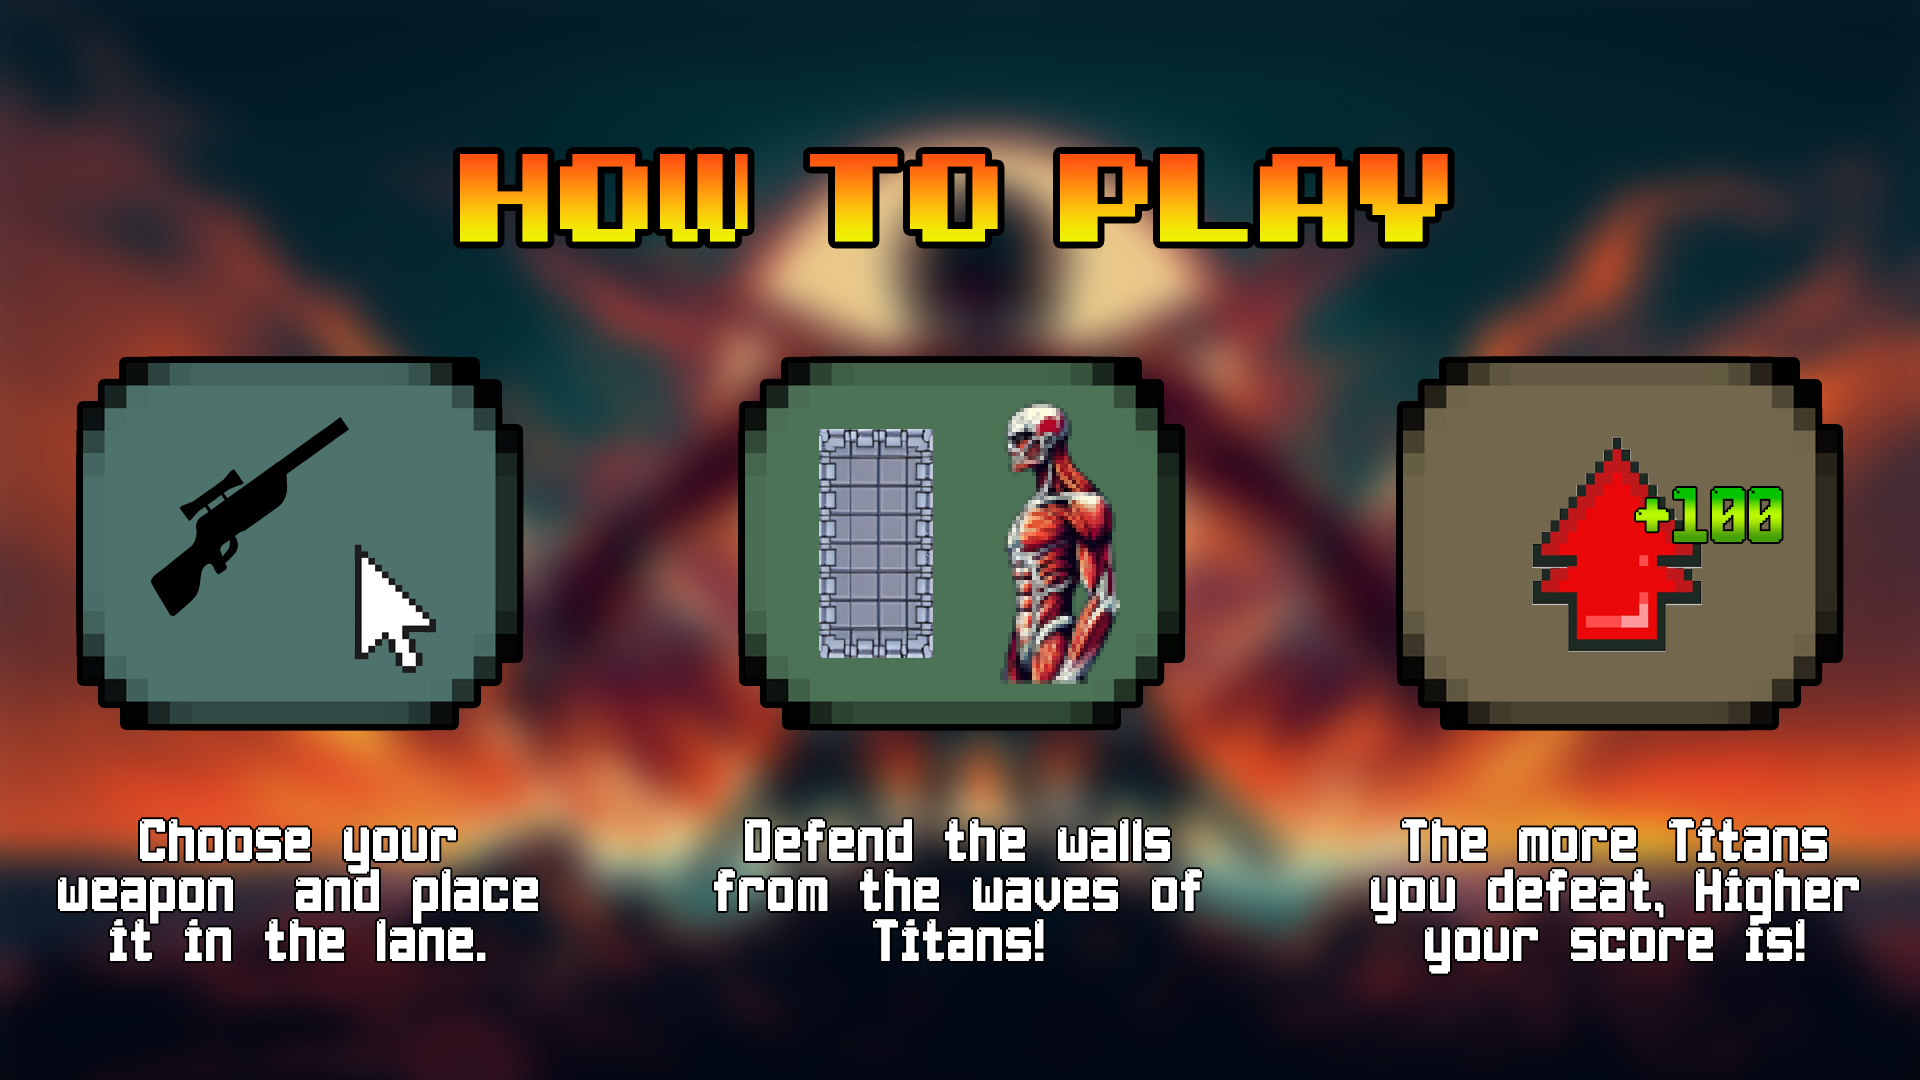 HOW TO PLAY
+100
Choose your
weapon  and place
it in the lane.
Defend the walls
from the waves of
Titans!
The more Titans
you defeat, Higher
your score is!